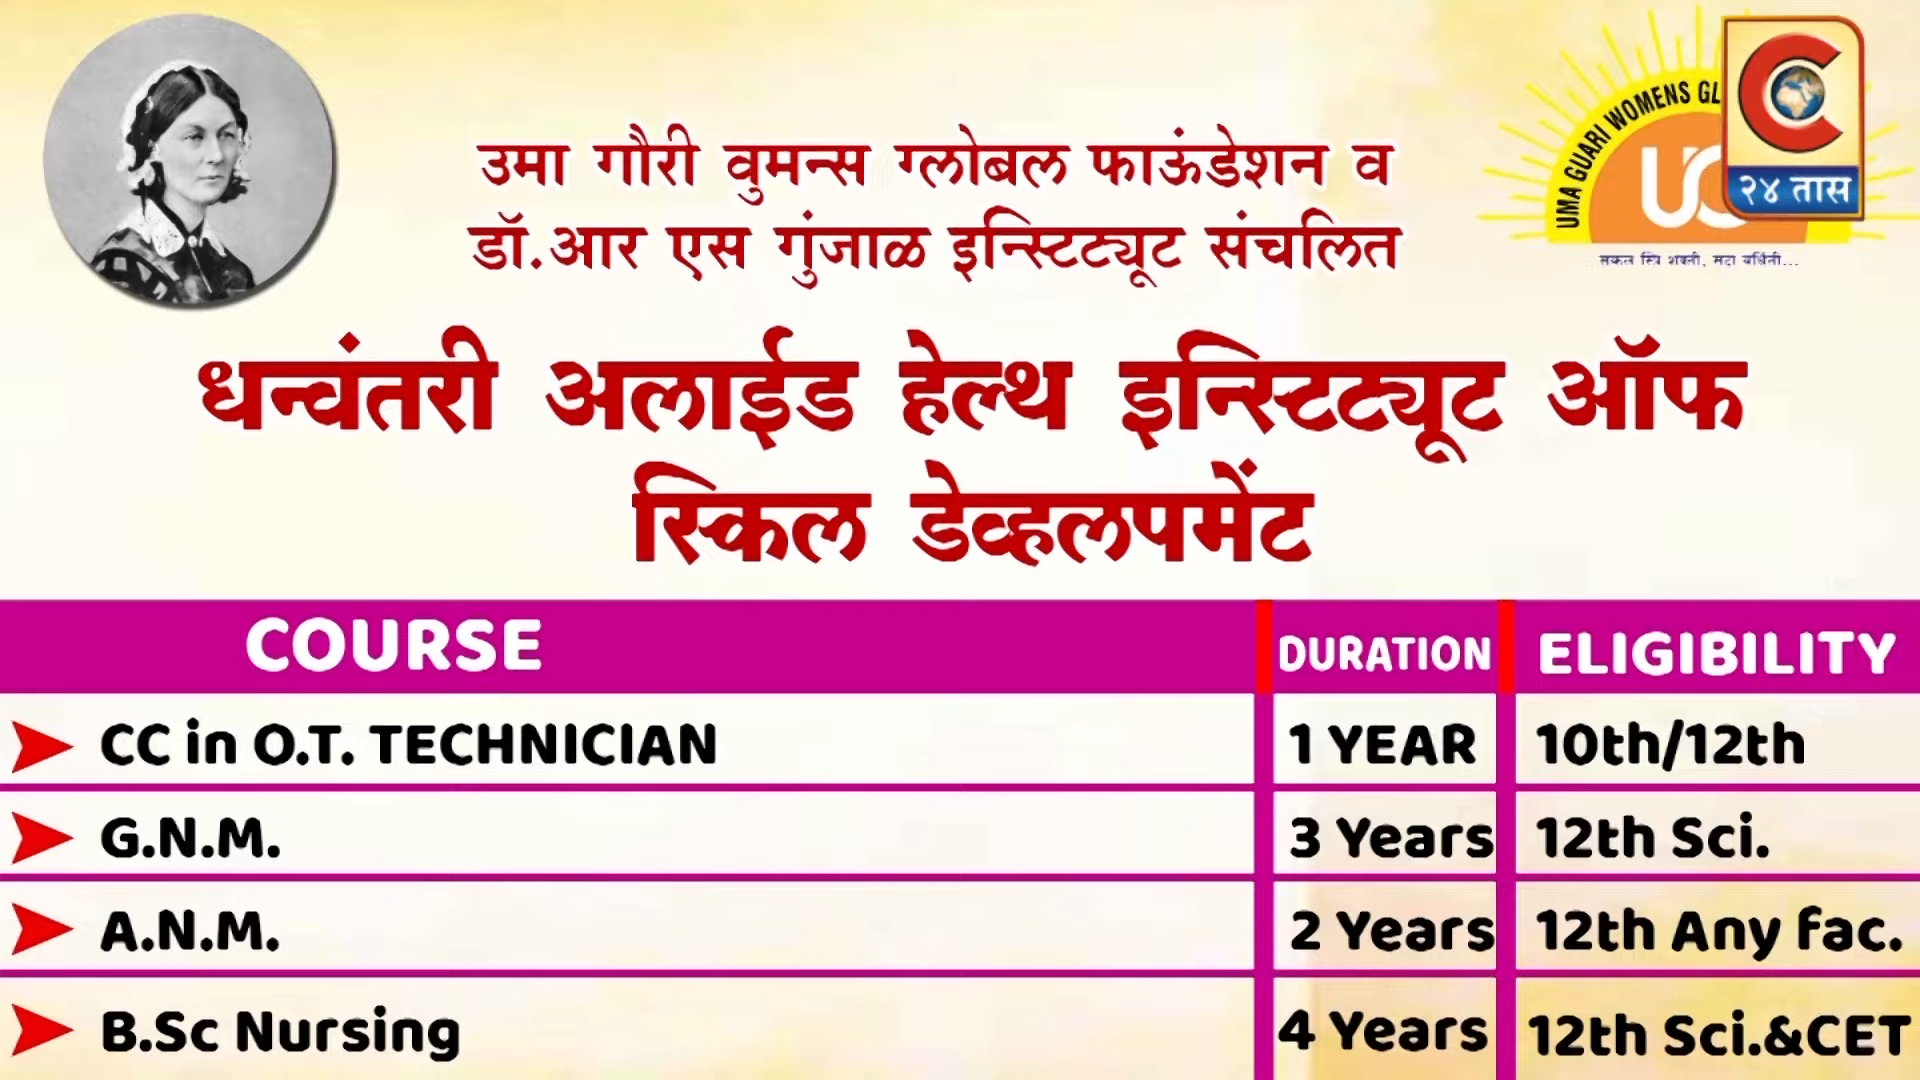 उमा गौरी वुमन्स ग्लोबल फाऊंडेशन व
डॉ.आर एस गुंजाळ इन्स्टिट्यूट संचलित
UMA GUARI WOMENS
२४ तास
धन्वंतरी अलाईड हेल्थ इन्स्टिट्यूट ऑफ
स्किल डेव्हलपमेंट
COURSE DURATION ELIGIBILITY
CC in O.T. TECHNICIAN 1 YEAR 10th/12th
G.N.M. 3 Years 12th Sci.
A.N.M. 2 Years 12th Any fac.
B.Sc Nursing 4 Years 12th Sci.&CET